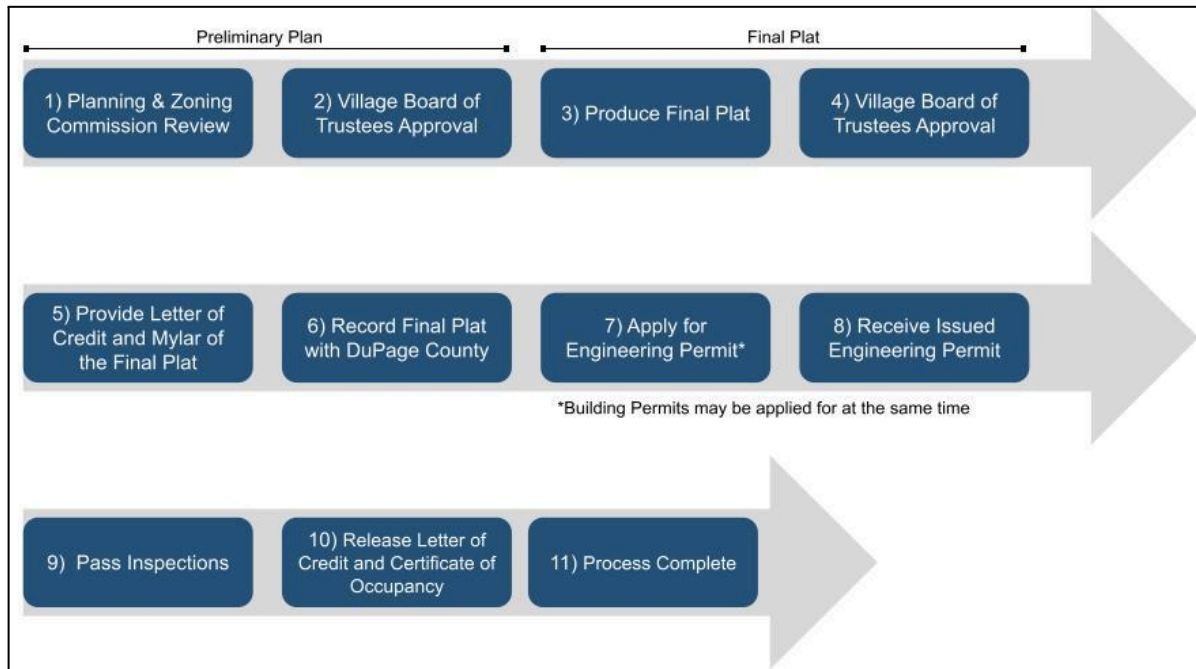 Preliminary Plan
Final Plat
1) Planning & Zoning
Commission Review
2) Village Board of
Trustees Approval
3) Produce Final Plat
4) Village Board of
Trustees Approval
5) Provide Letter of
Credit and Mylar of
the Final Plat
6) Record Final Plat
with DuPage County
7) Apply for
Engineering Permit*
8) Receive Issued
Engineering Permit
*Building Permits may be applied for at the same time
9) Pass Inspections
10) Release Letter of
Credit and Certificate of
Occupancy
11) Process Complete